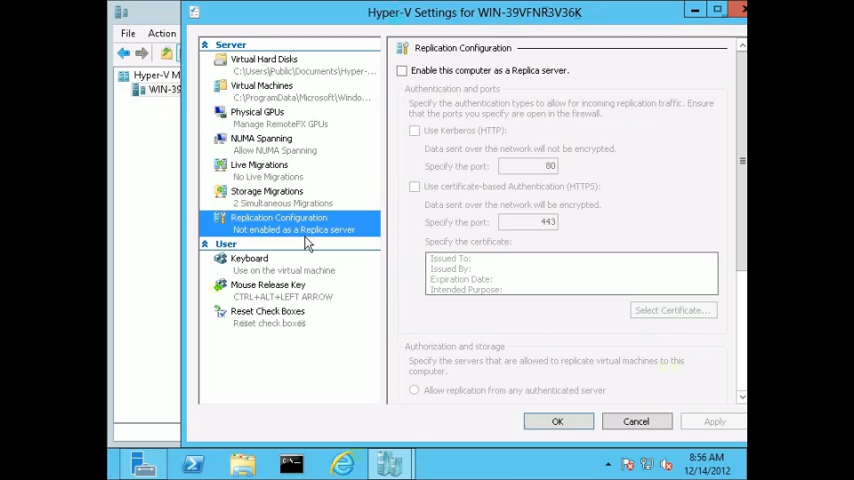 Hyper-V Settings for WIN-39VFNR3V36K
File Action
Hyper-V M
WIN-39
Server
Virtual Hard Disks
C:\Users\Public\Documents\Hyper-...
Virtual Machines
C:\ProgramData\Microsoft\Windo...
Physical GPUs
Manage RemoteFX GPUs
NUMA Spanning
Allow NUMA Spanning
Live Migrations
No Live Migrations
Storage Migrations
2 Simultaneous Migrations
Replication Configuration
Not enabled as a Replica server
User
Keyboard
Use on the virtual machine
Mouse Release Key
CTRL+ALT+LEFT ARROW
Reset Check Boxes
Reset check boxes
Replication Configuration
Enable this computer as a Replica server.
Authentication and ports
Specify the authentication types to allow for incoming replication traffic. Ensure
that the ports you specify are open in the firewall.
Use Kerberos (HTTP):
Data sent over the network will not be encrypted.
Specify the port: 80
Use certificate-based Authentication (HTTPS):
Data sent over the network will be encrypted.
Specify the port: 443
Specify the certificate:
Issued To:
Issued By:
Expiration Date:
Intended Purpose:
Select Certificate...
Authorization and storage
Specify the servers that are allowed to replicate virtual machines to this
computer.
Allow replication from any authenticated server
OK Cancel Apply
8:56 AM
12/14/2012